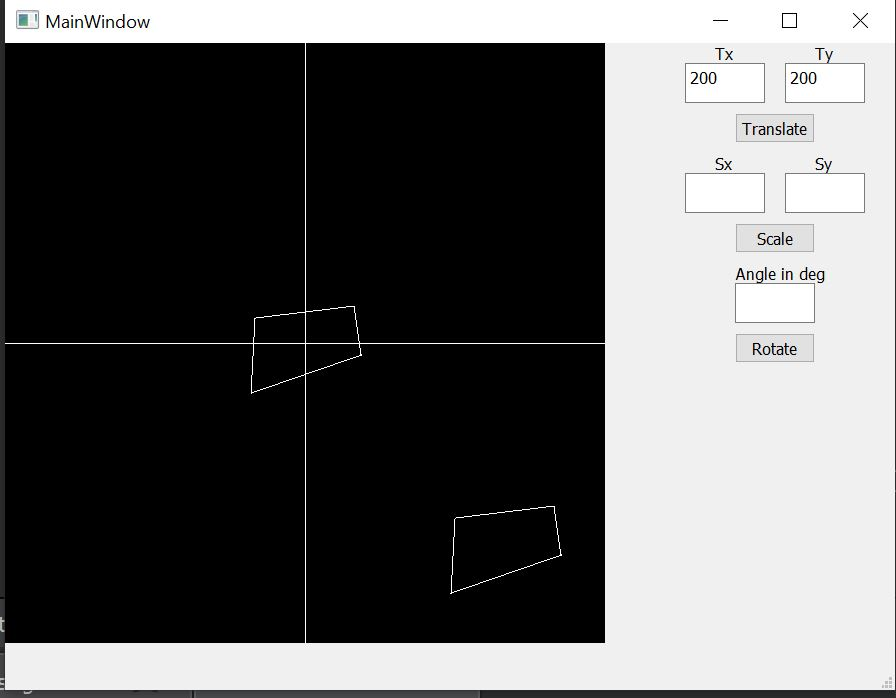 MainWindow
Tx Ty
200 200
Translate
Sx Sy
Scale
Angle in deg
Rotate